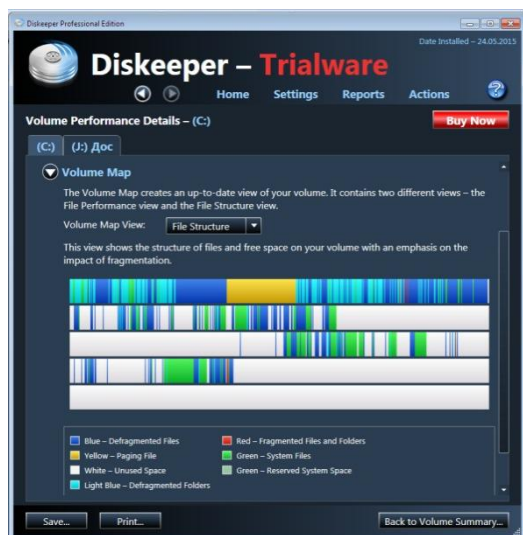 Diskeeper Professional Edition
Date Installed – 24.05.2015
Diskeeper – Trialware
Home Settings Reports Actions
Volume Performance Details – (C:)
Buy Now
(C:) (J:) Дос
Volume Map
The Volume Map creates an up-to-date view of your volume. It contains two different views – the
File Performance view and the File Structure view.
Volume Map View: File Structure
This view shows the structure of files and free space on your volume with an emphasis on the
impact of fragmentation.
Blue – Defragmented Files
Red – Fragmented Files and Folders
Yellow – Paging File
Green – System Files
White – Unused Space
Green – Reserved System Space
Light Blue – Defragmented Folders
Save... Print... Back to Volume Summary...